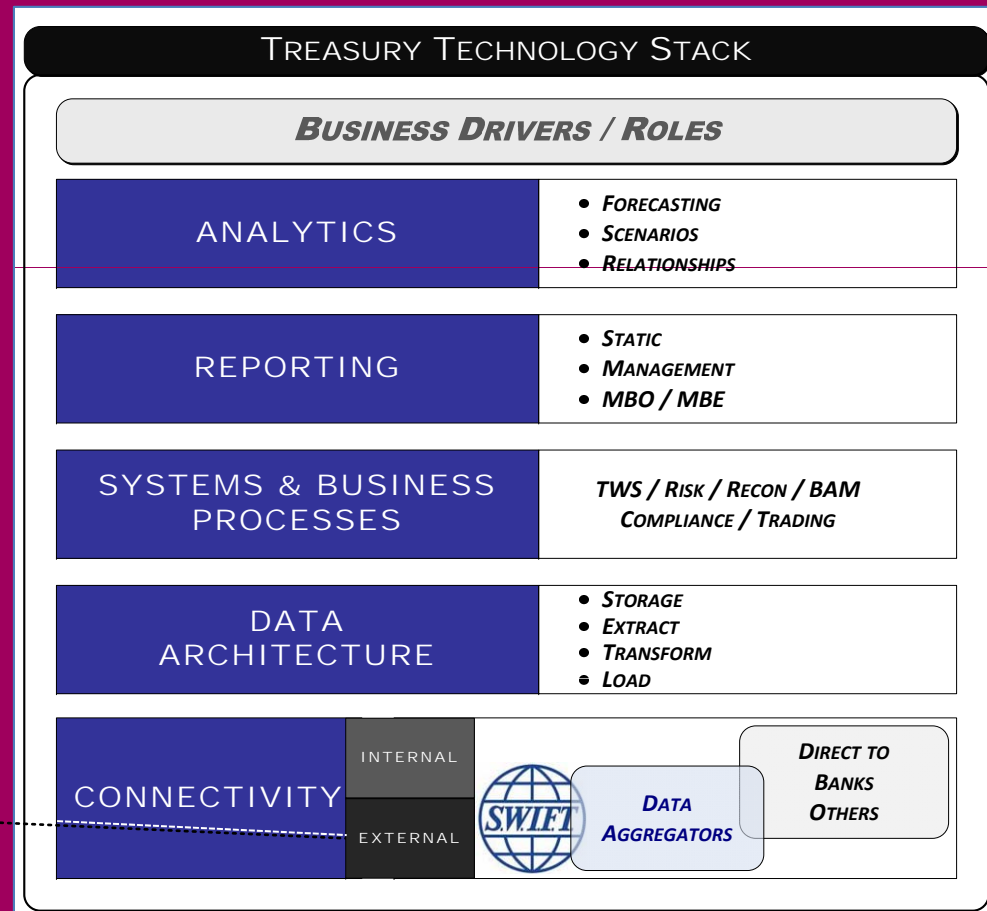 TREASURY TECHNOLOGY STACK
BUSINESS DRIVERS / ROLES
ANALYTICS
• FORECASTING
• SCENARIOS
• RELATIONSHIPS
REPORTING
• STATIC
• MANAGEMENT
• MBO / MBE
SYSTEMS & BUSINESS
PROCESSES
TWS / RISK / RECON / BAM
COMPLIANCE / TRADING
DATA
ARCHITECTURE
• STORAGE
• EXTRACT
• TRANSFORM
• LOAD
CONNECTIVITY
INTERNAL
EXTERNAL
SWIFT
DATA
AGGREGATORS
DIRECT TO
BANKS
OTHERS